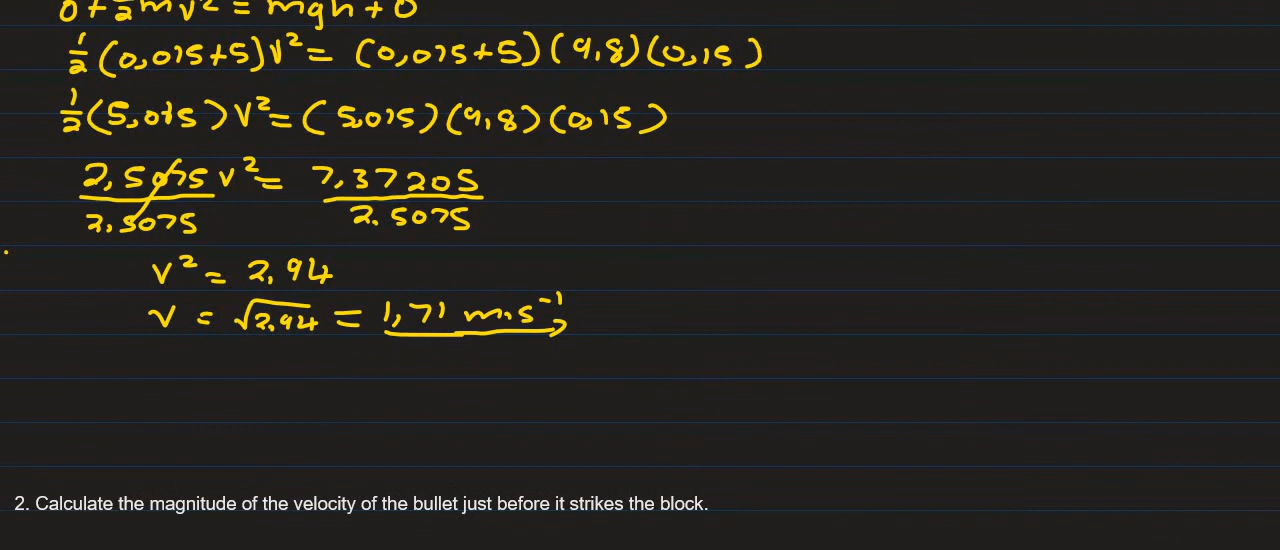 0 + ½mv² = mgh + 0
½(0,015+5)v² = (0,015+5)(9,8)(0,15)
½(5,015)v² = (5,015)(9,8)(0,15)
2,5075v² = 7,37205
2,5075 2.5075
v² = 2,94
v = √2,94 = 1,71 m.s⁻¹
2. Calculate the magnitude of the velocity of the bullet just before it strikes the block.